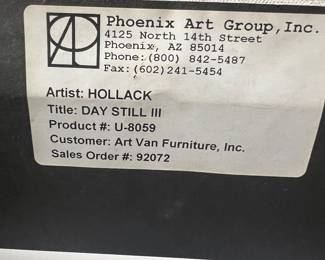 Phoenix Art Group, Inc.
4125 North 14th Street
Phoenix, AZ 85014
Phone: (800) 842-5487
Fax: (602) 241-5454
Artist: HOLLACK
Title: DAY STILL III
Product #: U-8059
Customer: Art Van Furniture, Inc.
Sales Order #: 92072